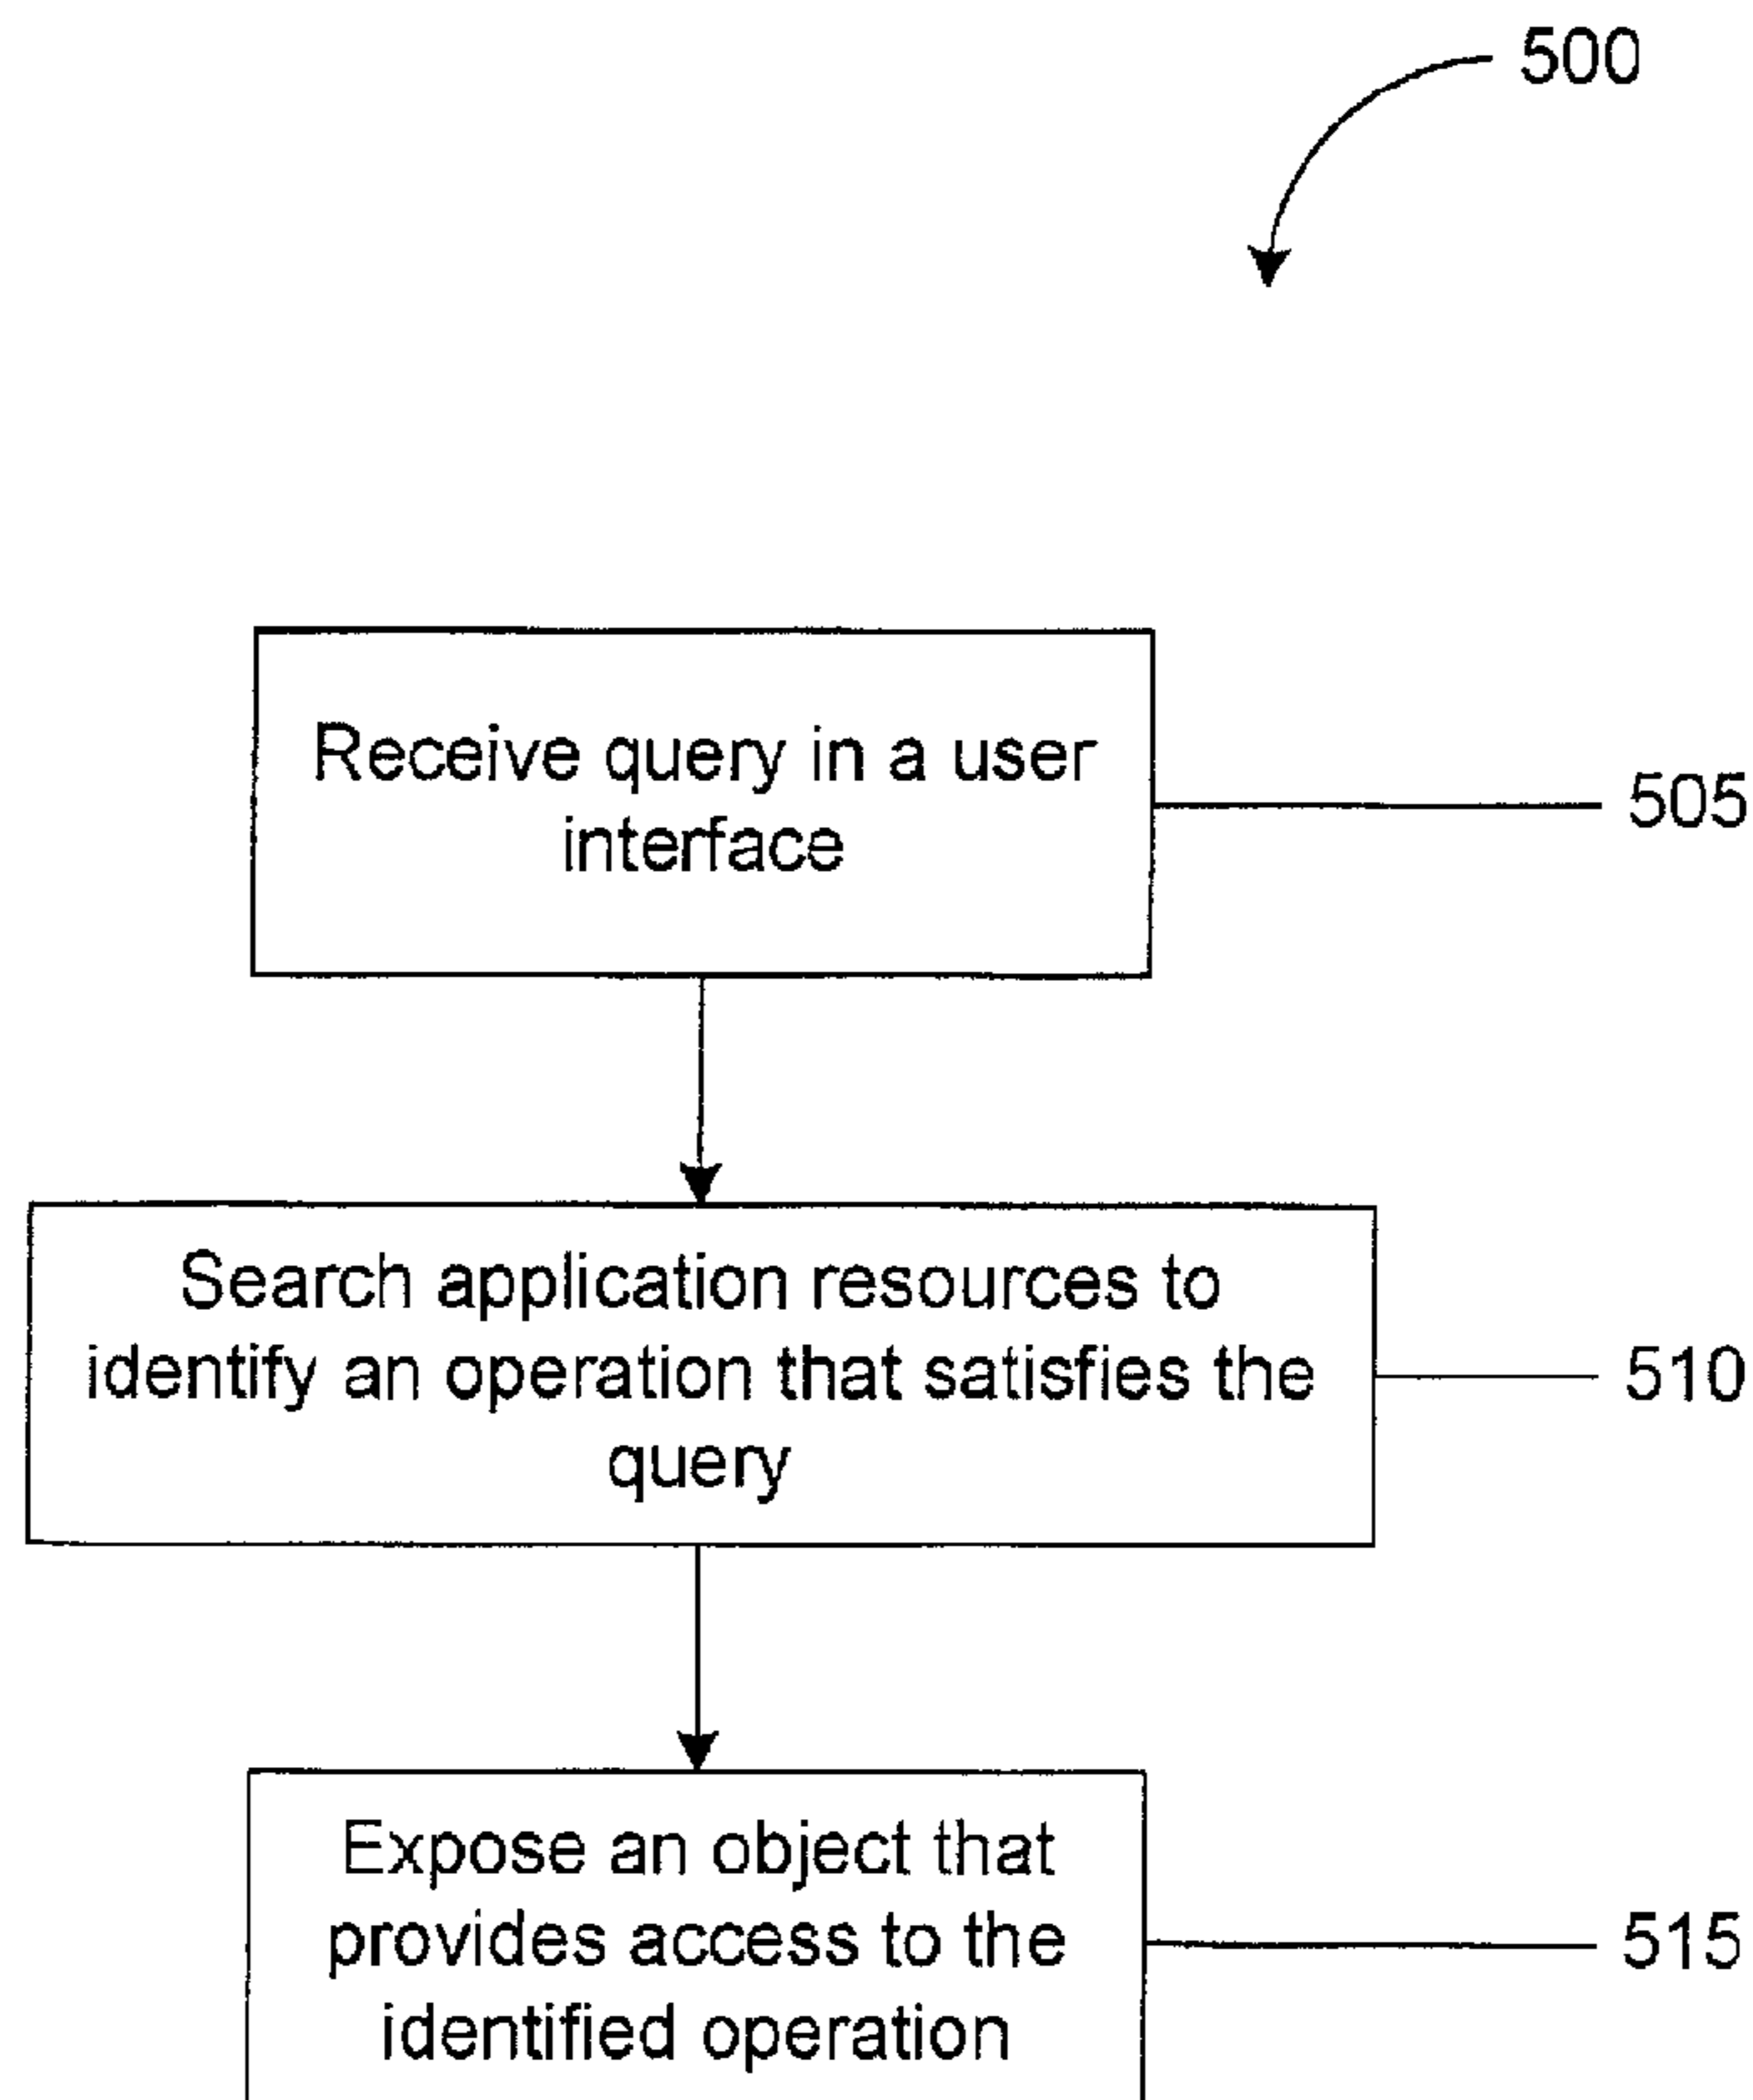 500
Receive query in a user
interface
505
Search application resources to
identify an operation that satisfies the
query
510
Expose an object that
provides access to the
identified operation
515